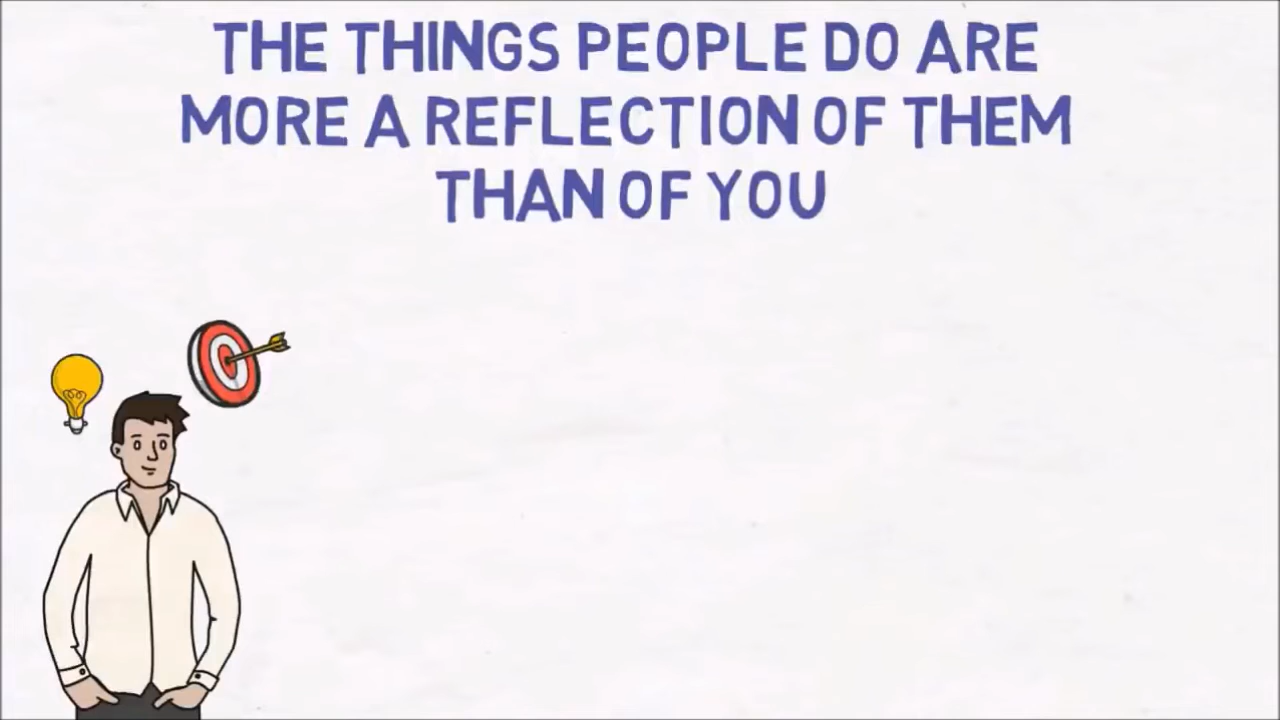 THE THINGS PEOPLE DO ARE
MORE A REFLECTION OF THEM
THAN OF YOU